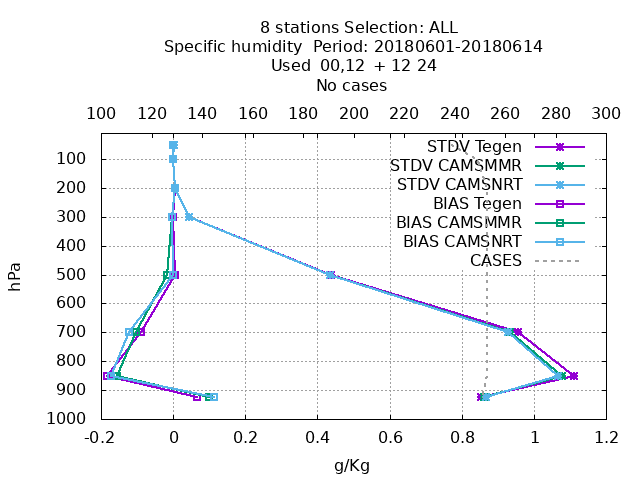 8 stations Selection: ALL
Specific humidity  Period: 20180601-20180614
Used  00,12  + 12 24
No cases
100 120 140 160 180 200 220 240 260 280 300
STDV Tegen
STDV CAMSMMR
STDV CAMSNRT
BIAS Tegen
BIAS CAMSMMR
BIAS CAMSNRT
CASES
100
200
300
400
500
600
700
800
900
1000
hPa
-0.2 0 0.2 0.4 0.6 0.8 1 1.2
g/Kg